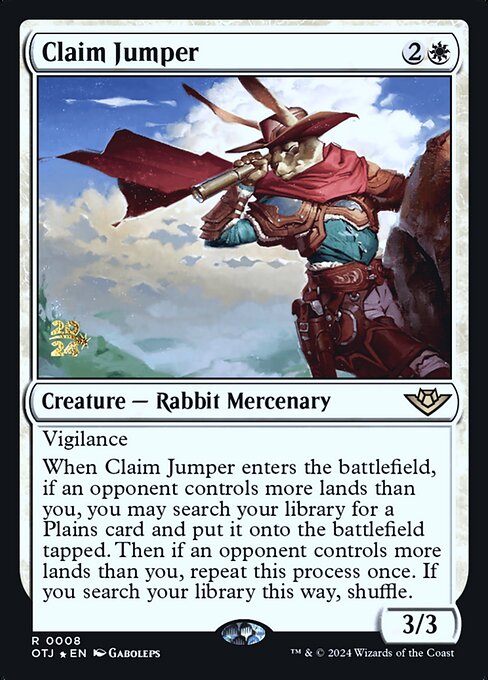 Claim Jumper 2
2024
Creature — Rabbit Mercenary
Vigilance
When Claim Jumper enters the battlefield,
if an opponent controls more lands than
you, you may search your library for a
Plains card and put it onto the battlefield
tapped. Then if an opponent controls more
lands than you, repeat this process once. If
you search your library this way, shuffle.
3/3
R 0008
OTJ ★ EN GABOLEPS
™ & © 2024 Wizards of the Coast